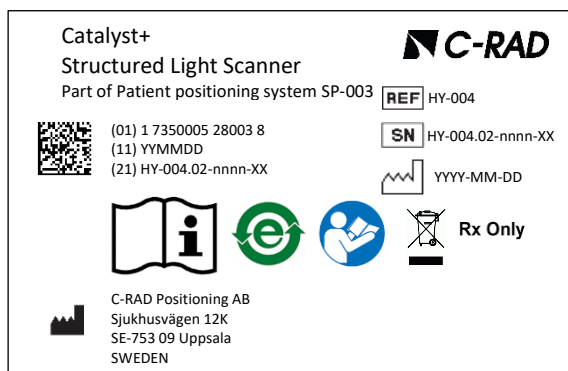 Catalyst+
Structured Light Scanner
Part of Patient positioning system SP-003
C-RAD
REF HY-004
SN HY-004.02-nnnn-XX
YYYY-MM-DD
(01) 1 7350005 28003 8
(11) YYMMDD
(21) HY-004.02-nnnn-XX
i
e
Rx Only
C-RAD Positioning AB
Sjukhusvägen 12K
SE-753 09 Uppsala
SWEDEN